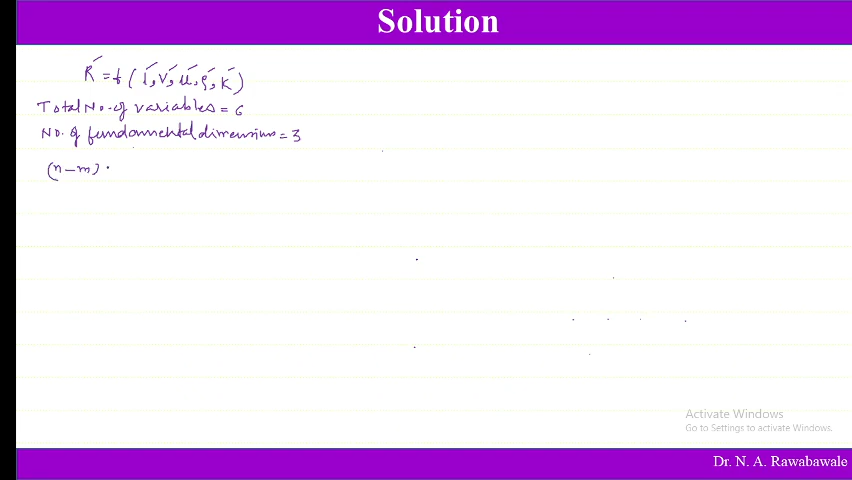 Solution
R = f (l, V, μ, ρ, K)
Total No. of variables = 6
No. of fundamental dimensions = 3
(n-m)
Activate Windows
Go to Settings to activate Windows.
Dr. N. A. Rawabawale